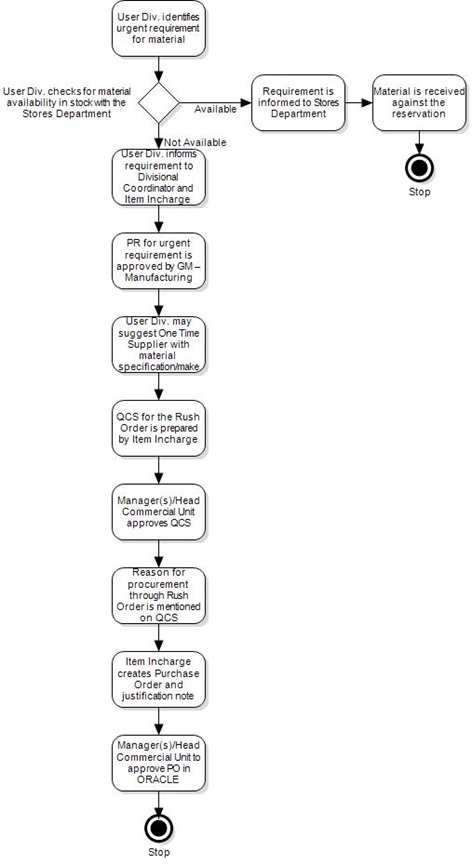 User Div. identifies
urgent requirement
for material
User Div. checks for material
availability in stock with the
Stores Department
Available
Requirement is
informed to Stores
Department
Material is received
against the
reservation
Stop
Not Available
User Div. informs
requirement to
Divisional
Coordinator and
Item Incharge
PR for urgent
requirement is
approved by GM –
Manufacturing
User Div. may
suggest One Time
Supplier with
material
specification/make
QCS for the Rush
Order is prepared
by Item Incharge
Manager(s)/Head
Commercial Unit
approves QCS
Reason for
procurement
through Rush
Order is mentioned
on QCS
Item Incharge
creates Purchase
Order and
justification note
Manager(s)/Head
Commercial Unit to
approve PO in
ORACLE
Stop